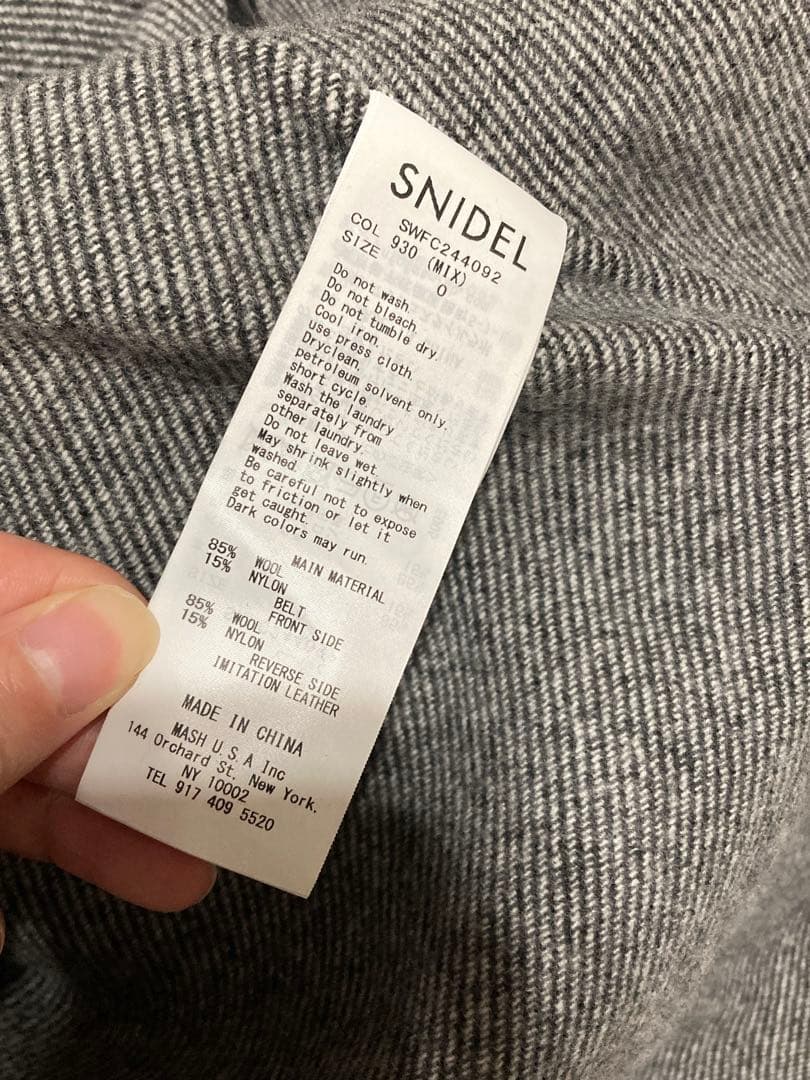 SNIDEL
SWFC244092
COL 930 (MIX)
SIZE 0
Do not wash.
Do not bleach.
Do not tumble dry.
Cool iron.
use press cloth.
Dryclean.
petroleum solvent only.
short cycle
Wash the laundry
separately from
other laundry.
Do not leave wet.
May shrink slightly when
washed.
Be careful not to expose
to friction or let it
get caught.
Dark colors may run.
MAIN MATERIAL
85% WOOL
15% NYLON
BELT
FRONT SIDE
85% WOOL
15% NYLON
REVERSE SIDE
IMITATION LEATHER
MADE IN CHINA
MASH U.S.A Inc
144 Orchard St, New York.
NY 10002
TEL 917 409 5520